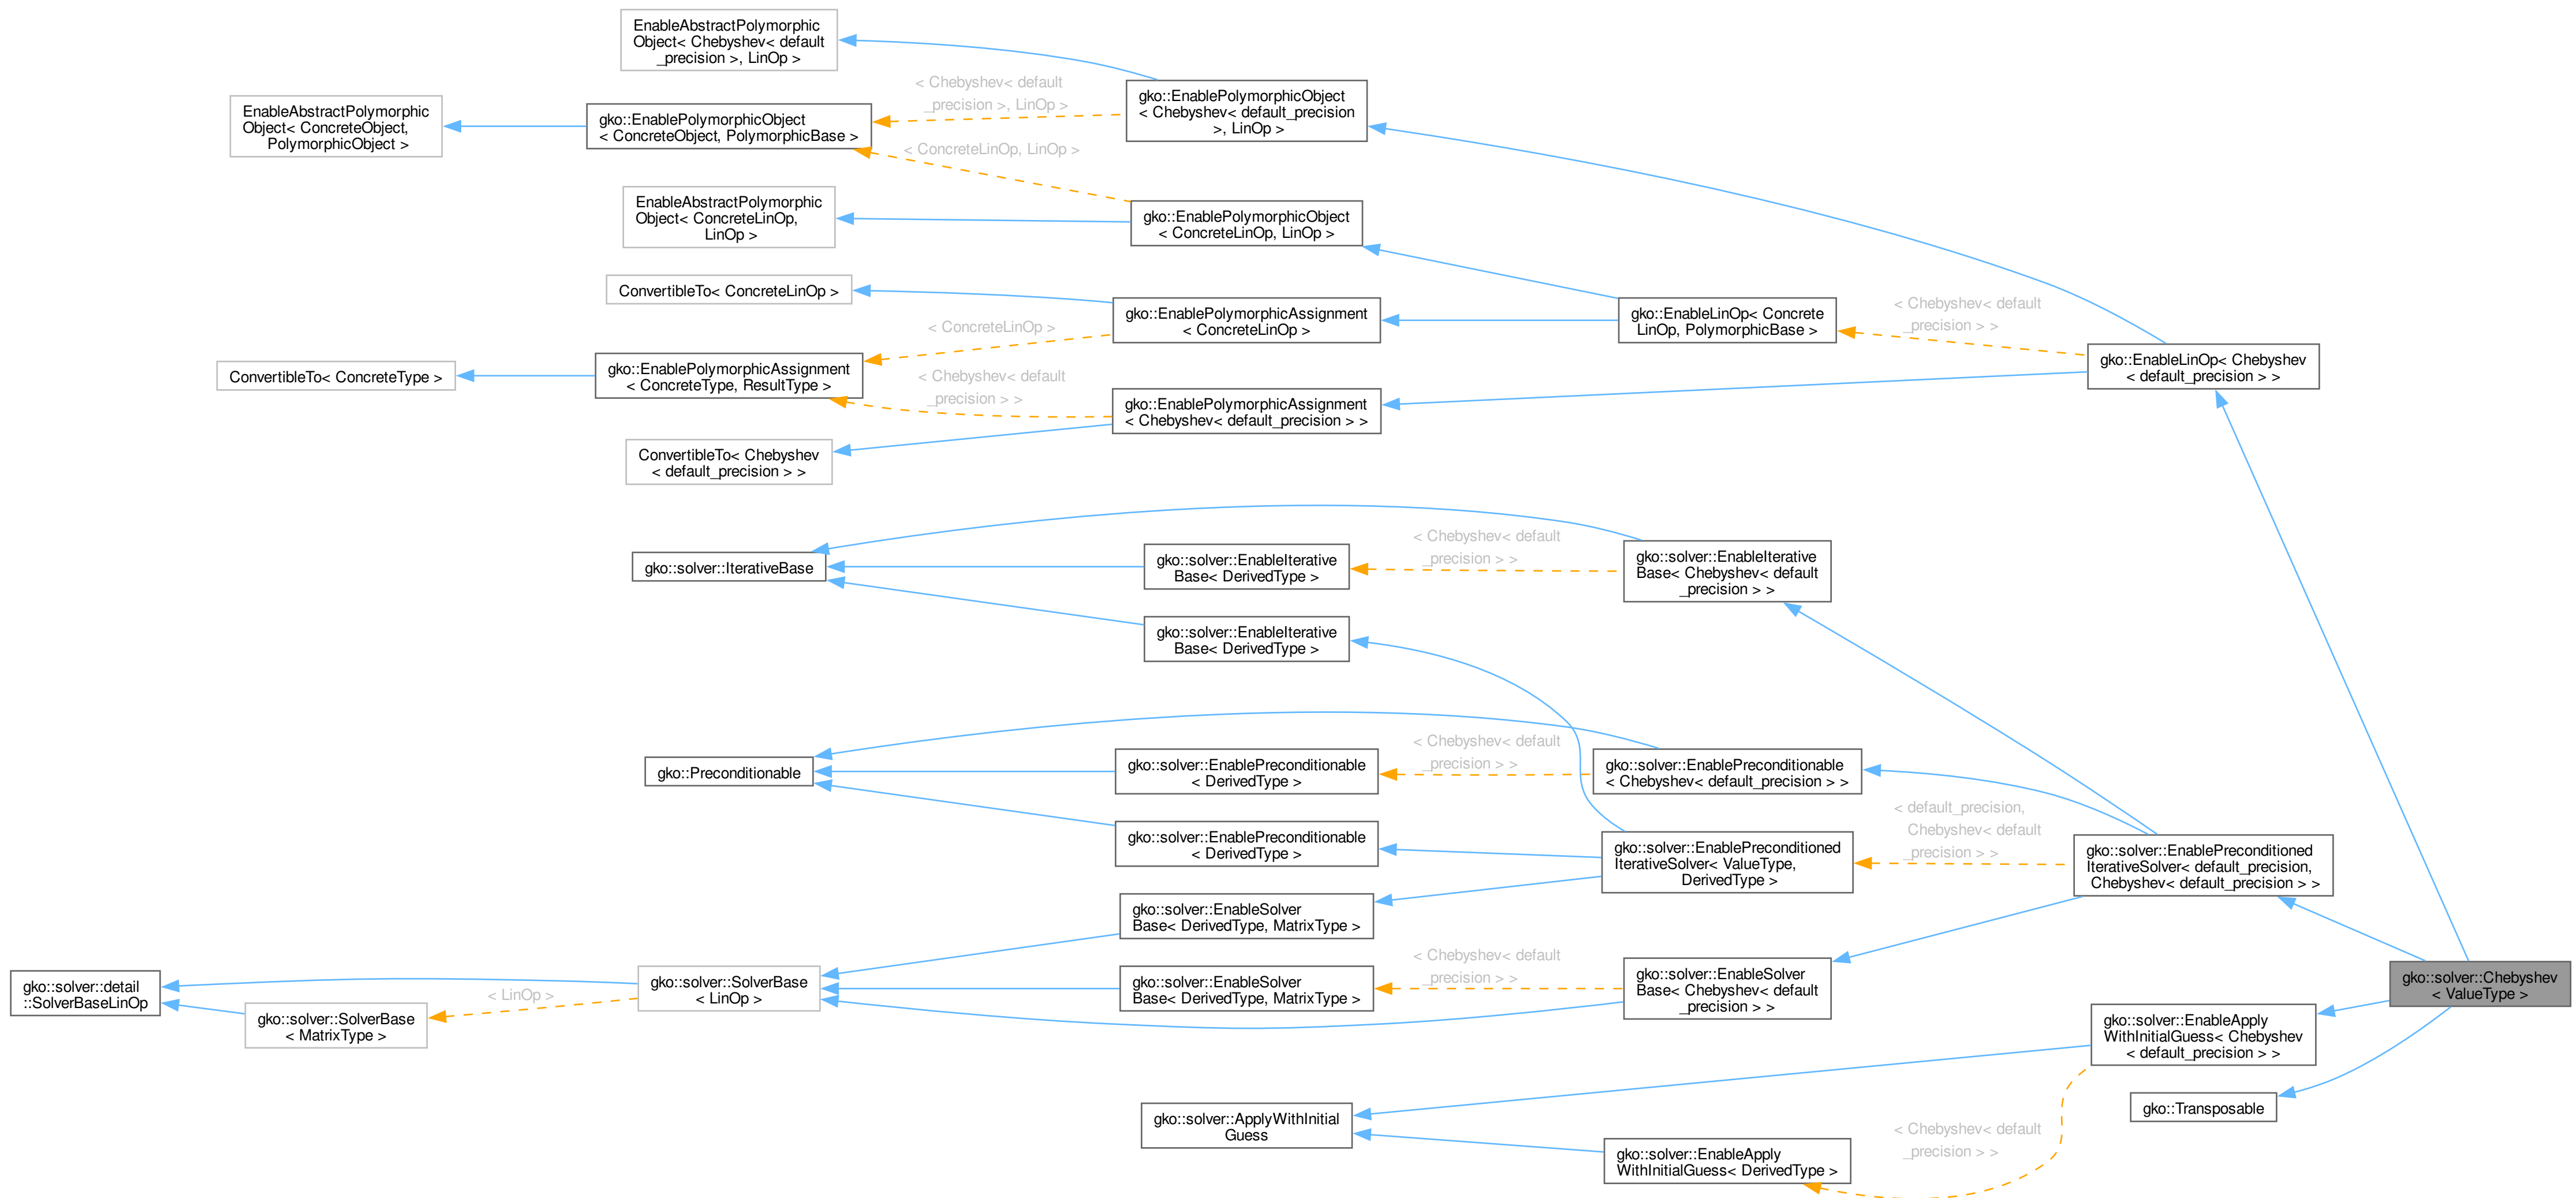 EnableAbstractPolymorphic
Object< Chebyshev< default
_precision >, LinOp >
EnableAbstractPolymorphic
Object< ConcreteObject,
PolymorphicObject >
gko::EnablePolymorphicObject
< ConcreteObject, PolymorphicBase >
< Chebyshev< default
_precision >, LinOp >
gko::EnablePolymorphicObject
< Chebyshev< default_precision
>, LinOp >
< ConcreteLinOp, LinOp >
EnableAbstractPolymorphic
Object< ConcreteLinOp,
LinOp >
gko::EnablePolymorphicObject
< ConcreteLinOp, LinOp >
ConvertibleTo< ConcreteLinOp >
gko::EnablePolymorphicAssignment
< ConcreteLinOp >
gko::EnableLinOp< Concrete
LinOp, PolymorphicBase >
< Chebyshev< default
_precision > >
< ConcreteLinOp >
ConvertibleTo< ConcreteType >
gko::EnablePolymorphicAssignment
< ConcreteType, ResultType >
< Chebyshev< default
_precision > >
gko::EnablePolymorphicAssignment
< Chebyshev< default_precision > >
gko::EnableLinOp< Chebyshev
< default_precision > >
ConvertibleTo< Chebyshev
< default_precision > >
gko::solver::IterativeBase
gko::solver::EnableIterative
Base< DerivedType >
< Chebyshev< default
_precision > >
gko::solver::EnableIterative
Base< Chebyshev< default
_precision > >
gko::solver::EnableIterative
Base< DerivedType >
gko::Preconditionable
gko::solver::EnablePreconditionable
< DerivedType >
< Chebyshev< default
_precision > >
gko::solver::EnablePreconditionable
< Chebyshev< default_precision > >
gko::solver::EnablePreconditionable
< DerivedType >
gko::solver::EnablePreconditioned
IterativeSolver< ValueType,
DerivedType >
< default_precision,
Chebyshev< default
_precision > >
gko::solver::EnablePreconditioned
IterativeSolver< default_precision,
Chebyshev< default_precision > >
gko::solver::EnableSolver
Base< DerivedType, MatrixType >
gko::solver::detail
::SolverBaseLinOp
gko::solver::SolverBase
< MatrixType >
< LinOp >
gko::solver::SolverBase
< LinOp >
gko::solver::EnableSolver
Base< DerivedType, MatrixType >
< Chebyshev< default
_precision > >
gko::solver::EnableSolver
Base< Chebyshev< default
_precision > >
gko::solver::Chebyshev
< ValueType >
gko::solver::EnableApply
WithInitialGuess< Chebyshev
< default_precision > >
gko::Transposable
gko::solver::ApplyWithInitial
Guess
gko::solver::EnableApply
WithInitialGuess< DerivedType >
< Chebyshev< default
_precision > >